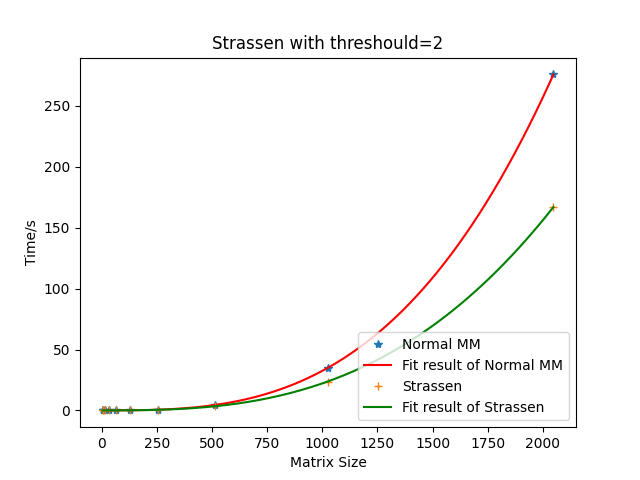 Strassen with threshould=2
Time/s
250
200
150
100
50
0
0 250 500 750 1000 1250 1500 1750 2000
Matrix Size
Normal MM
Fit result of Normal MM
Strassen
Fit result of Strassen